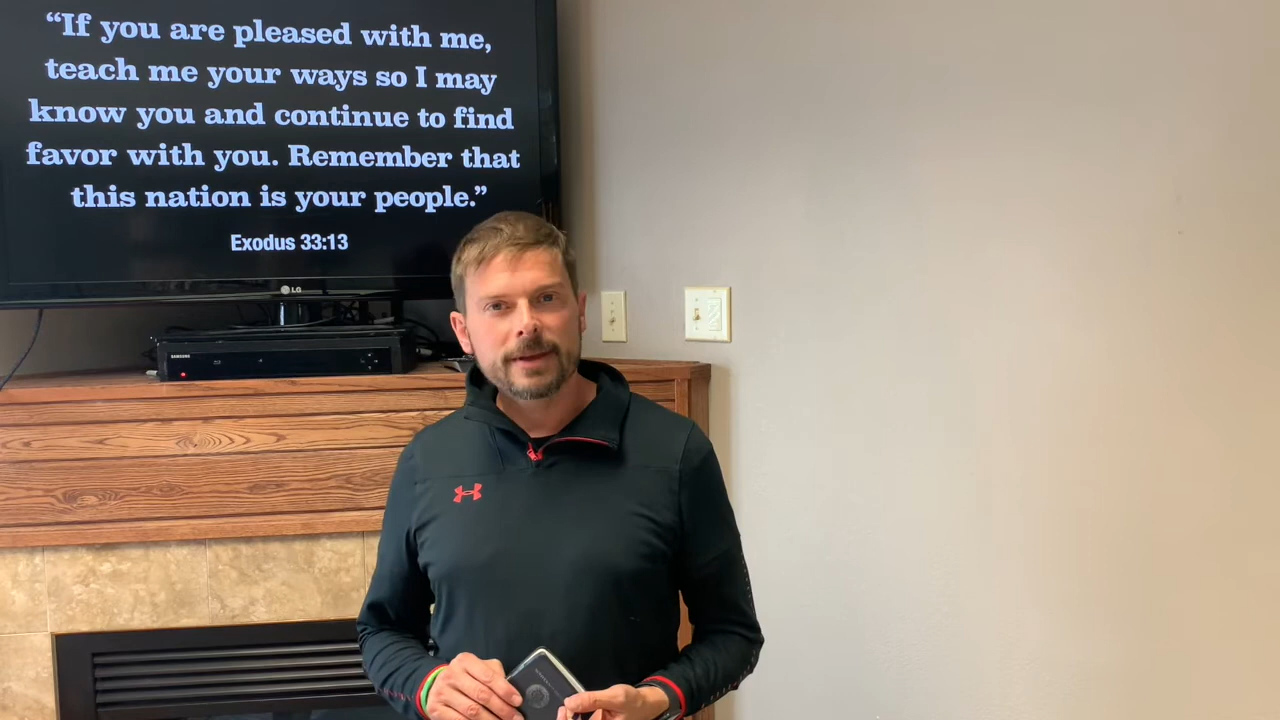 “If you are pleased with me,
teach me your ways so I may
know you and continue to find
favor with you. Remember that
this nation is your people.”
Exodus 33:13
LG
SAMSUNG